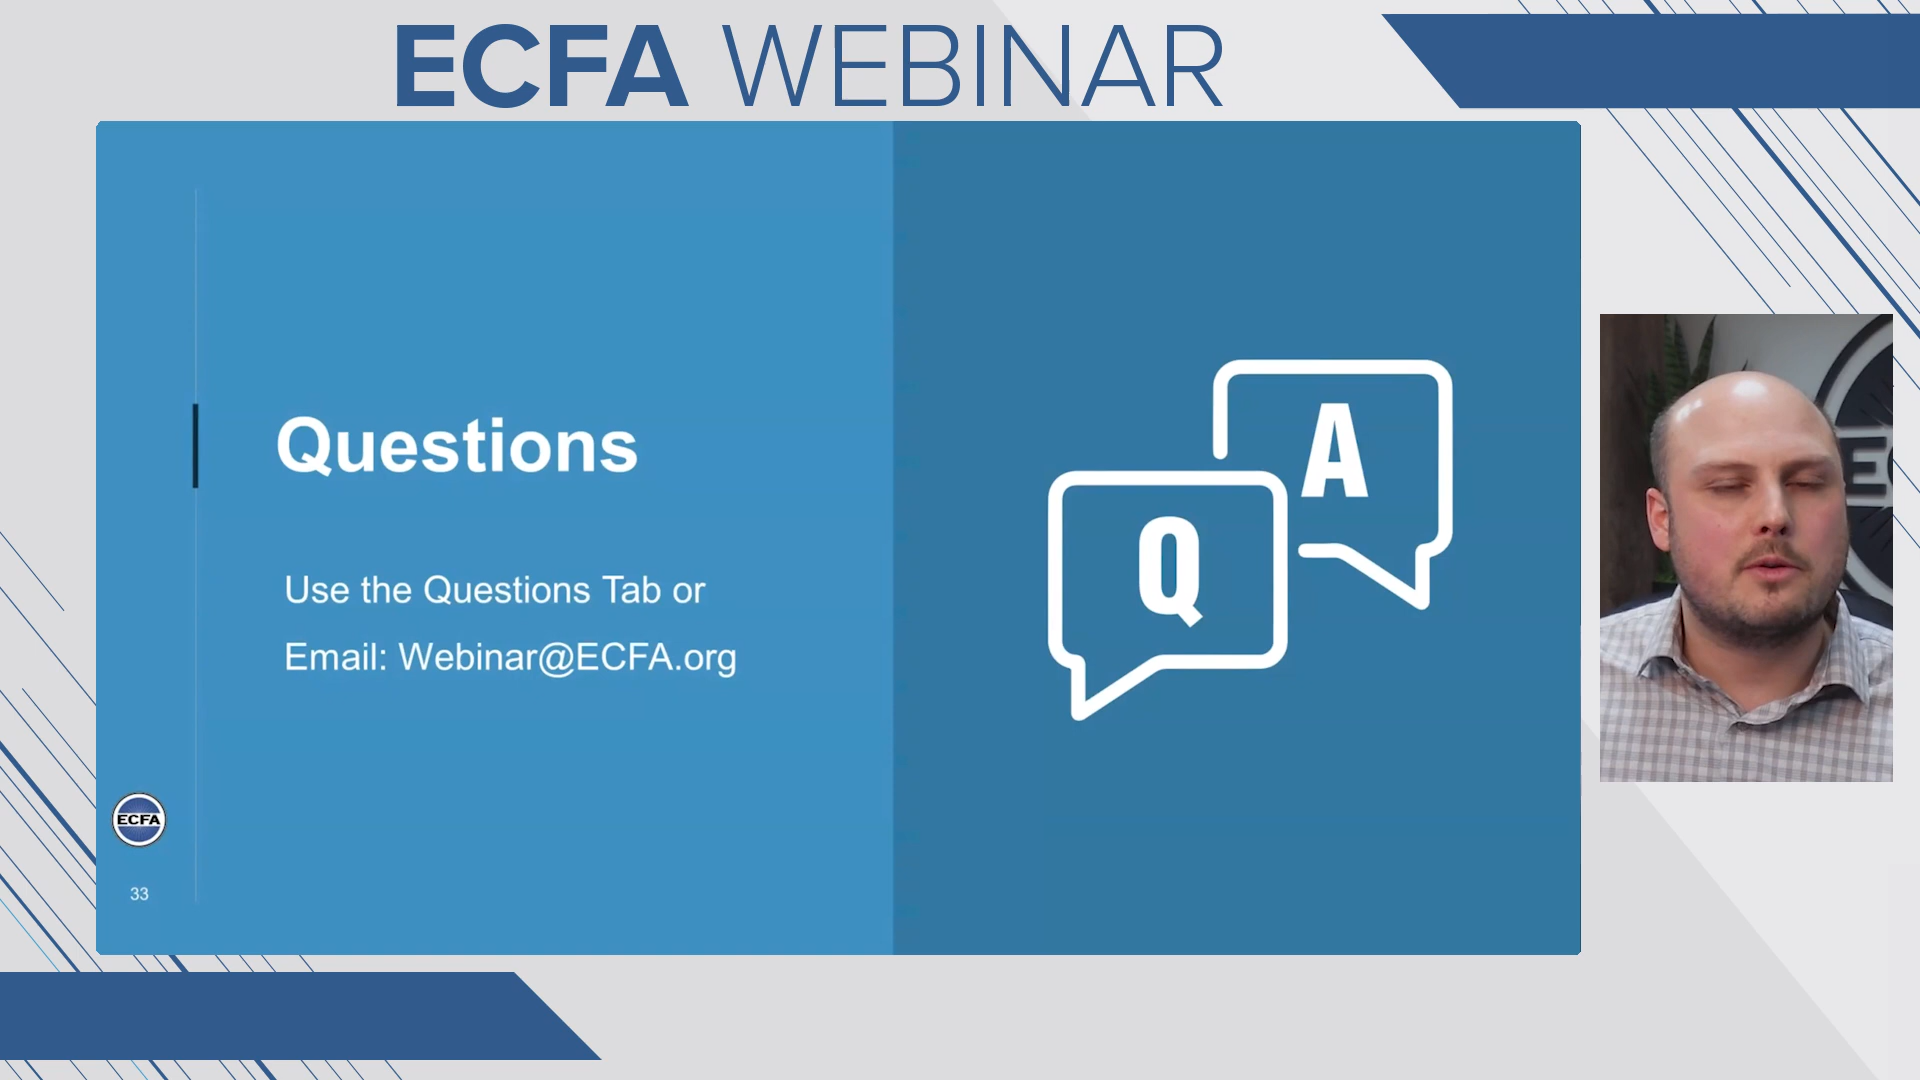 ECFA WEBINAR
Questions
Use the Questions Tab or
Email: Webinar@ECFA.org
A
Q
ECFA
33